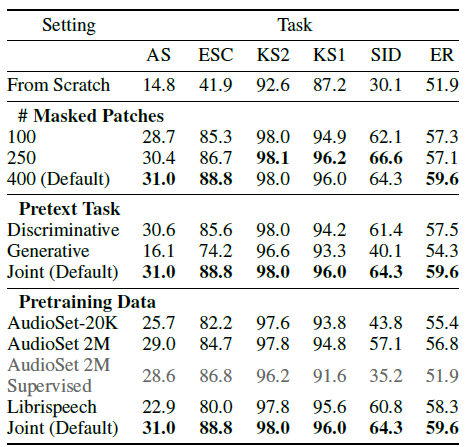 Setting Task
AS ESC KS2 KS1 SID ER
From Scratch 14.8 41.9 92.6 87.2 30.1 51.9
# Masked Patches
100 28.7 85.3 98.0 94.9 62.1 57.3
250 30.4 86.7 98.1 96.2 66.6 57.1
400 (Default) 31.0 88.8 98.0 96.0 64.3 59.6
Pretext Task
Discriminative 30.6 85.6 98.0 94.2 61.4 57.5
Generative 16.1 74.2 96.6 93.3 40.1 54.3
Joint (Default) 31.0 88.8 98.0 96.0 64.3 59.6
Pretraining Data
AudioSet-20K 25.7 82.2 97.6 93.8 43.8 55.4
AudioSet 2M 29.0 84.7 97.8 94.8 57.1 56.8
AudioSet 2M
Supervised 28.6 86.8 96.2 91.6 35.2 51.9
Librispeech 22.9 80.0 97.8 95.6 60.8 58.3
Joint (Default) 31.0 88.8 98.0 96.0 64.3 59.6